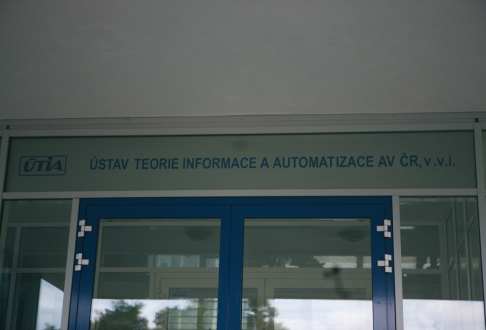 ÚTIA ÚSTAV TEORIE INFORMACE A AUTOMATIZACE AV ČR, v.v.i.